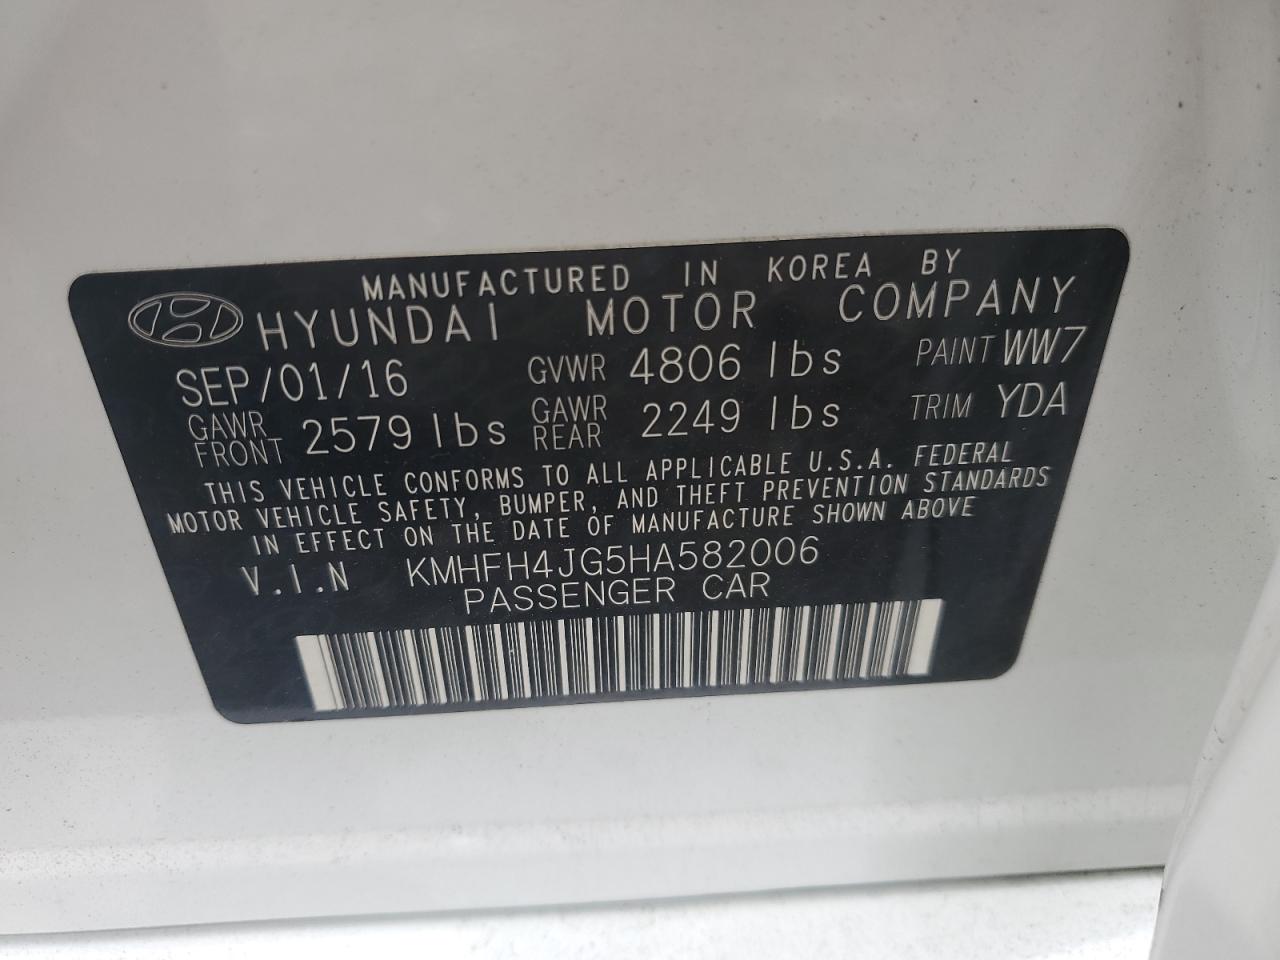 MANUFACTURED IN KOREA BY
HYUNDAI MOTOR COMPANY
SEP/01/16 GVWR 4806 lbs PAINT WW7
GAWR FRONT 2579 lbs GAWR REAR 2249 lbs TRIM YDA
THIS VEHICLE CONFORMS TO ALL APPLICABLE U.S.A. FEDERAL
MOTOR VEHICLE SAFETY, BUMPER, AND THEFT PREVENTION STANDARDS
IN EFFECT ON THE DATE OF MANUFACTURE SHOWN ABOVE
V.I.N KMHFH4JG5HA582006
PASSENGER CAR